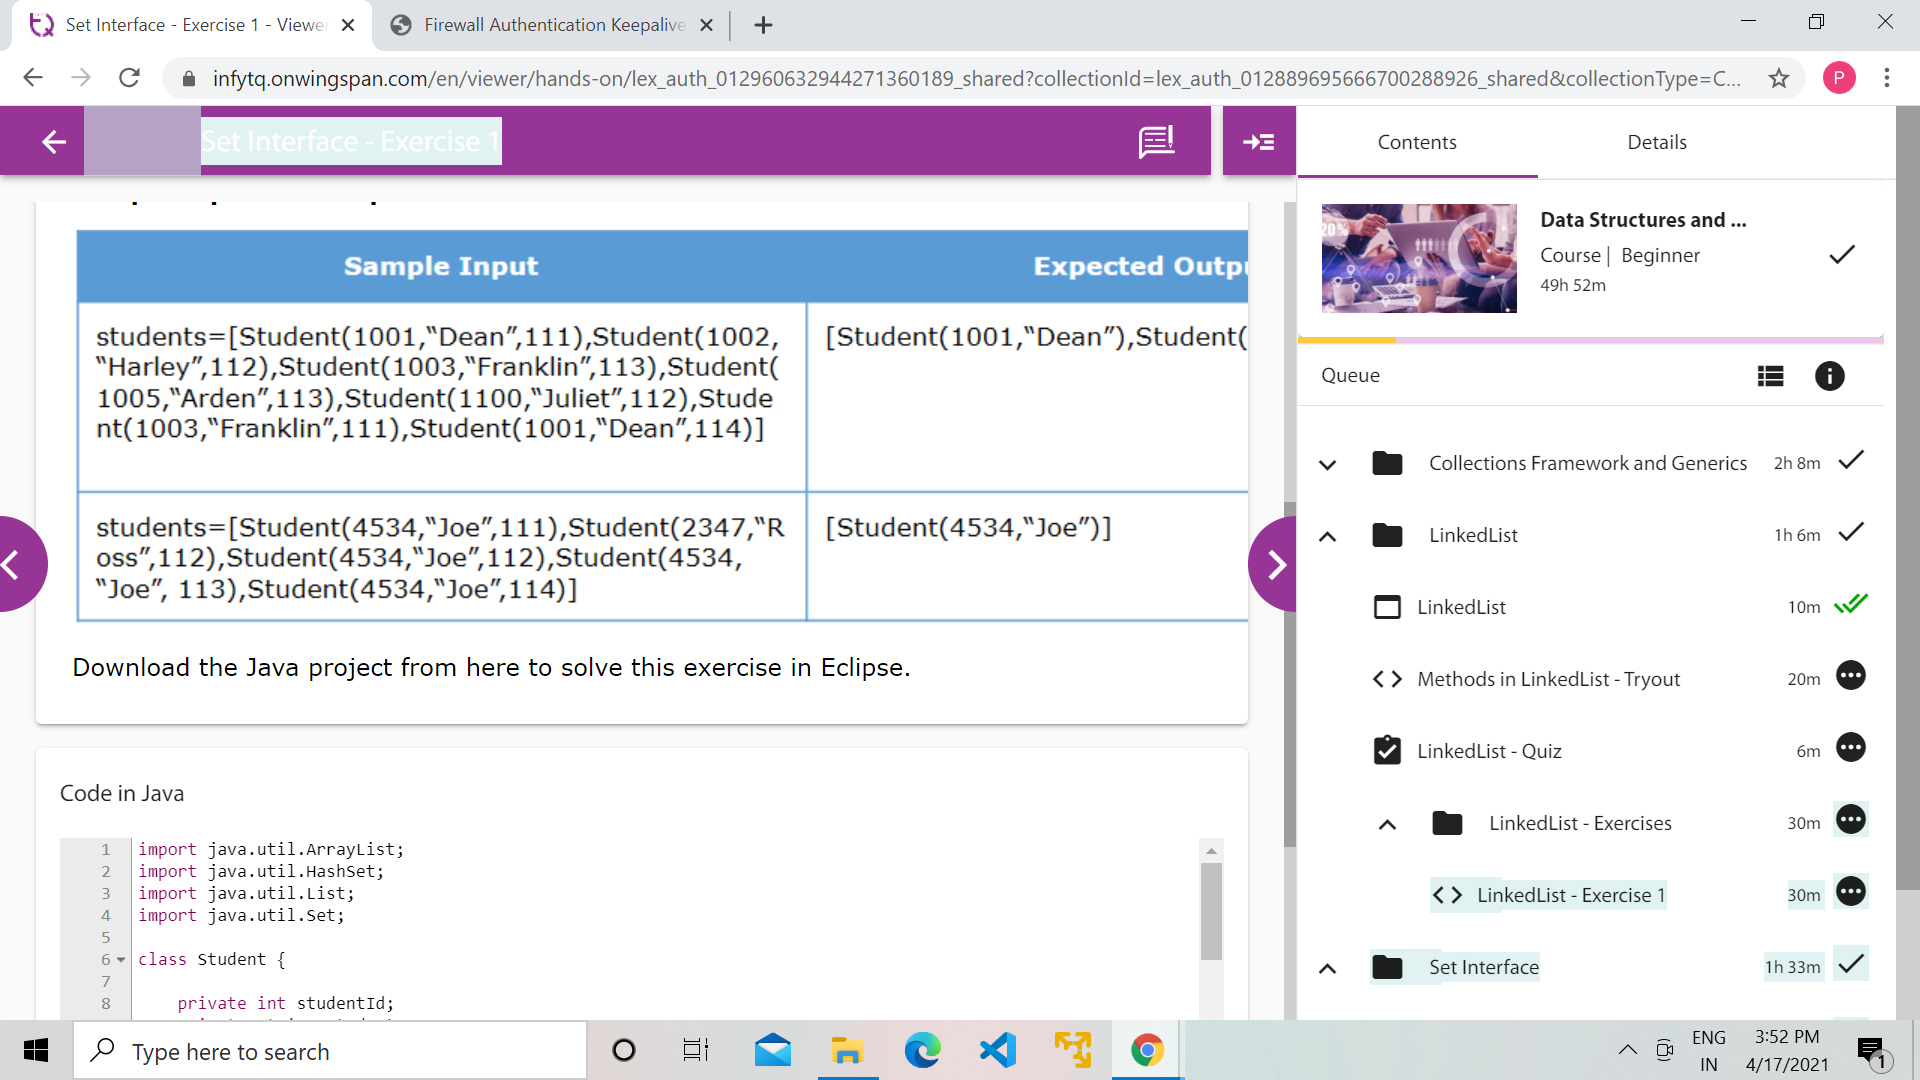 Set Interface - Exercise 1 - Viewe
Firewall Authentication Keepalive
infytq.onwingspan.com/en/viewer/hands-on/lex_auth_012960632944271360189_shared?collectionId=lex_auth_012889695666700288926_shared&collectionType=C...
P
Set Interface - Exercise 1
Contents
Details
Sample Input
Expected Outpu
students=[Student(1001,“Dean”,111),Student(1002,
“Harley”,112),Student(1003,“Franklin”,113),Student(
1005,“Arden”,113),Student(1100,“Juliet”,112),Stude
nt(1003,“Franklin”,111),Student(1001,“Dean”,114)]
[Student(1001,“Dean”),Student(
students=[Student(4534,“Joe”,111),Student(2347,“R
oss”,112),Student(4534,“Joe”,112),Student(4534,
“Joe”, 113),Student(4534,“Joe”,114)]
[Student(4534,“Joe”)]
Download the Java project from here to solve this exercise in Eclipse.
Code in Java
1 import java.util.ArrayList;
2 import java.util.HashSet;
3 import java.util.List;
4 import java.util.Set;
5
6 class Student {
7
8 private int studentId;
20%
Data Structures and ...
Course | Beginner
49h 52m
Queue
Collections Framework and Generics 2h 8m
LinkedList 1h 6m
LinkedList 10m
Methods in LinkedList - Tryout 20m
LinkedList - Quiz 6m
LinkedList - Exercises 30m
LinkedList - Exercise 1 30m
Set Interface 1h 33m
Type here to search
ENG
IN
3:52 PM
4/17/2021
1